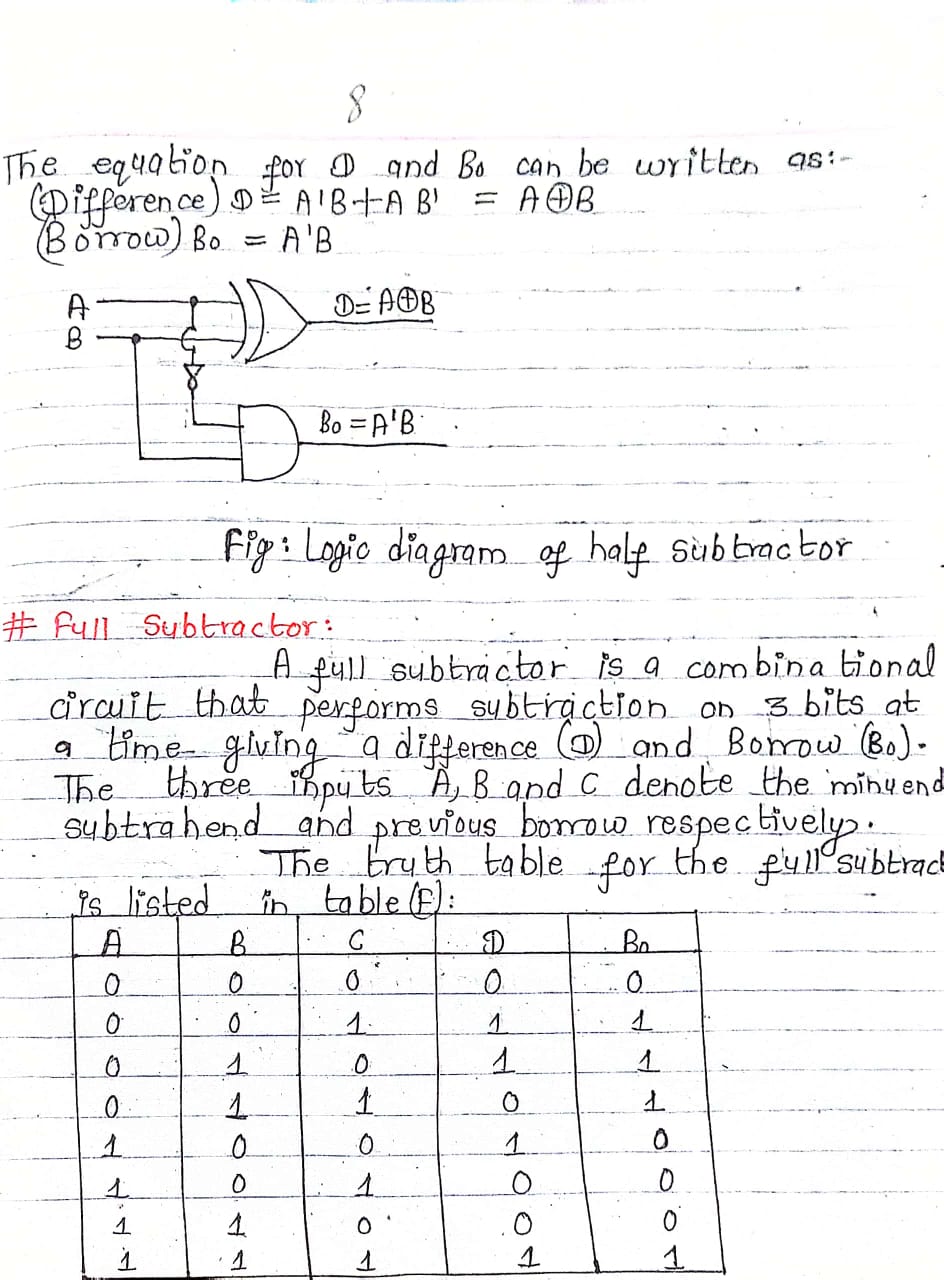 8
The equation for D and Bo can be written as:-
(Difference) D = A'B+A B' = A⊕B
(Borrow) Bo = A'B
A
D= A⊕B
B
Bo = A'B
Fig: Logic diagram of half subtractor
# Full Subtractor:
A full subtractor is a combinational
circuit that performs subtraction on 3 bits at
a time giving a difference (D) and Borrow (Bo).
The three inputs A, B and C denote the minuend
subtrahend and previous borrow respectively.
The truth table for the full subtract
is listed in table (E):
A B C D Bo
0 0 0 0 0
0 0 1 1 1
0 1 0 1 1
0 1 1 0 1
1 0 0 1 0
1 0 1 0 0
1 1 0 0 0
1 1 1 1 1